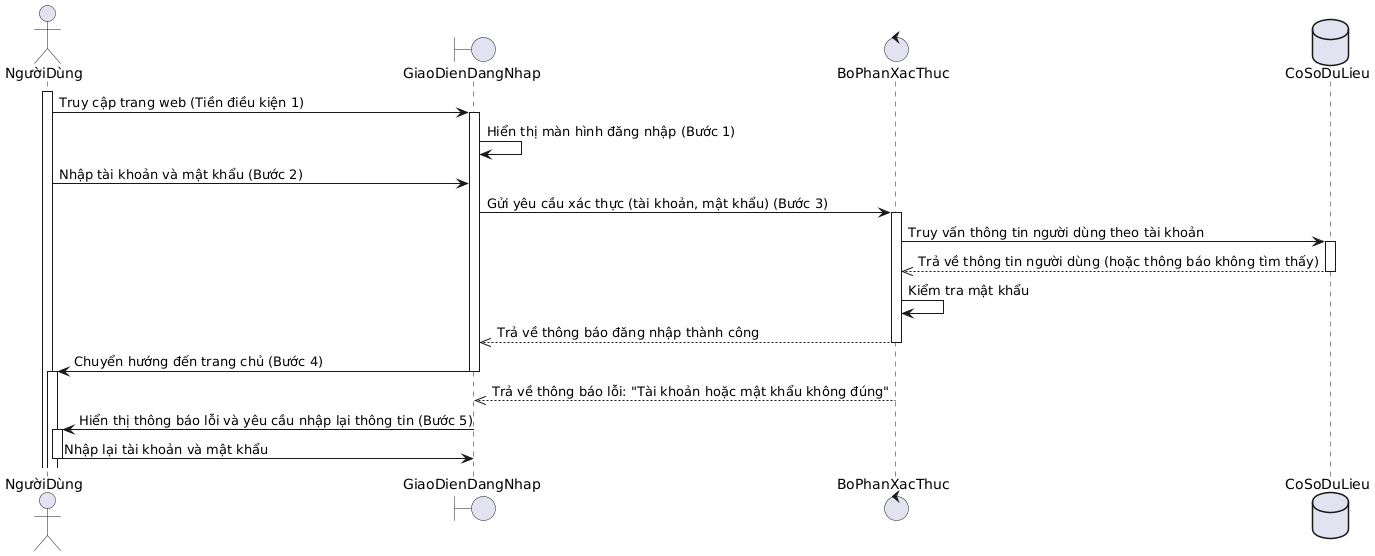 NgườiDùng
GiaoDienDangNhap
BoPhanXacThuc
CoSoDuLieu
Truy cập trang web (Tiền điều kiện 1)
Hiển thị màn hình đăng nhập (Bước 1)
Nhập tài khoản và mật khẩu (Bước 2)
Gửi yêu cầu xác thực (tài khoản, mật khẩu) (Bước 3)
Truy vấn thông tin người dùng theo tài khoản
Trả về thông tin người dùng (hoặc thông báo không tìm thấy)
Kiểm tra mật khẩu
Trả về thông báo đăng nhập thành công
Chuyển hướng đến trang chủ (Bước 4)
Trả về thông báo lỗi: "Tài khoản hoặc mật khẩu không đúng"
Hiển thị thông báo lỗi và yêu cầu nhập lại thông tin (Bước 5)
Nhập lại tài khoản và mật khẩu
NgườiDùng
GiaoDienDangNhap
BoPhanXacThuc
CoSoDuLieu